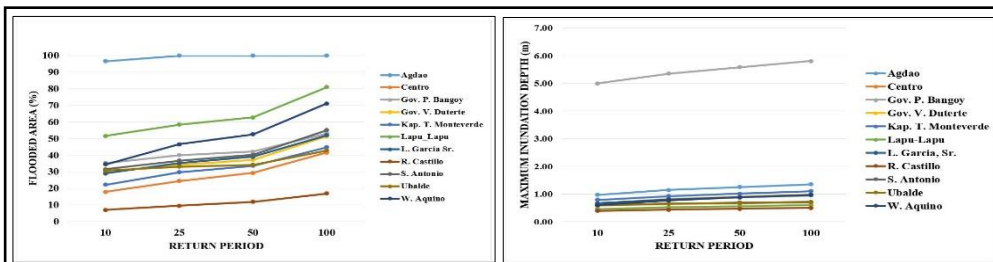 FLOODED AREA (%)
100
90
80
70
60
50
40
30
20
10
0
10
25
50
100
RETURN PERIOD
Agdao
Centro
Gov. P. Bangoy
Gov. V. Duterte
Kap. T. Monteverde
Lapu_Lapu
L. Garcia Sr.
R. Castillo
S. Antonio
Ubalde
W. Aquino
MAXIMUM INUNDATION DEPTH (m)
7.00
6.00
5.00
4.00
3.00
2.00
1.00
0.00
10
25
50
100
RETURN PERIOD
Agdao
Centro
Gov. P. Bangoy
Gov. V. Duterte
Kap. T. Monteverde
Lapu-Lapu
L. Garcia, Sr.
R. Castillo
S. Antonio
Ubalde
W. Aquino